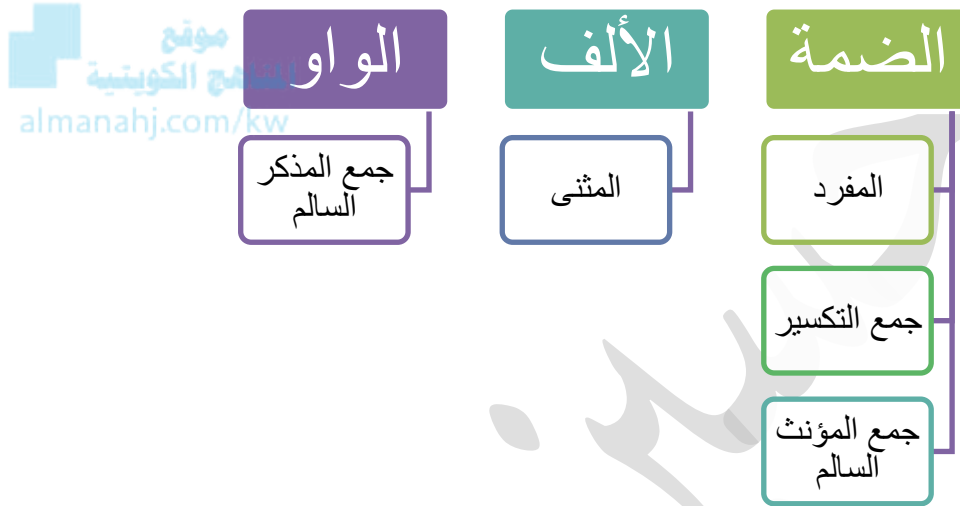 الضمة
الألف
الواو
موقع
المناهج الكويتية
almanahj.com/kw
المفرد
المثنى
جمع المذكر
السالم
جمع التكسير
جمع المؤنث
السالم